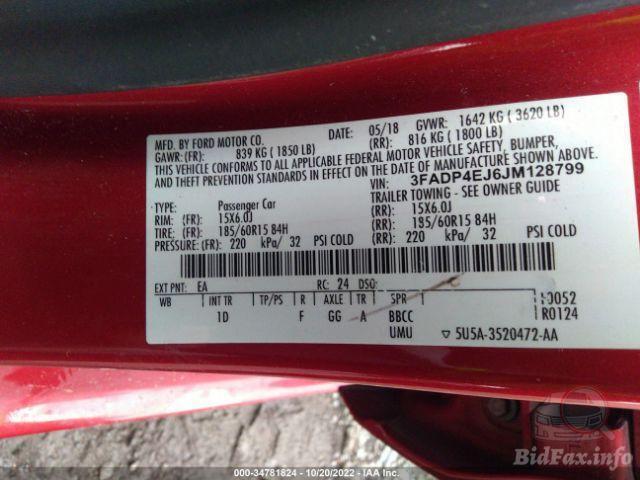 MFD. BY FORD MOTOR CO.
DATE: 05/18 GVWR: 1642 KG ( 3620 LB)
GAWR:(FR): 839 KG ( 1850 LB) (RR): 816 KG ( 1800 LB)
THIS VEHICLE CONFORMS TO ALL APPLICABLE FEDERAL MOTOR VEHICLE SAFETY, BUMPER,
AND THEFT PREVENTION STANDARDS IN EFFECT ON THE DATE OF MANUFACTURE SHOWN ABOVE.
VIN: 3FADP4EJ6JM128799
TYPE: Passenger Car TRAILER TOWING - SEE OWNER GUIDE
RIM: (FR): 15X6.0J (RR): 15X6.0J
TIRE: (FR): 185/60R15 84H (RR): 185/60R15 84H
PRESSURE:(FR): 220 kPa/ 32 PSI COLD (RR): 220 kPa/ 32 PSI COLD
EXT PNT: EA RC: 24 DSO:
WB INT TR TP/PS R AXLE TR SPR
1D F GG A BBCC
UMU
R0124
▽ 5U5A-3520472-AA
BidFax.info
000-34781824 - 10/20/2022 - IAA Inc.